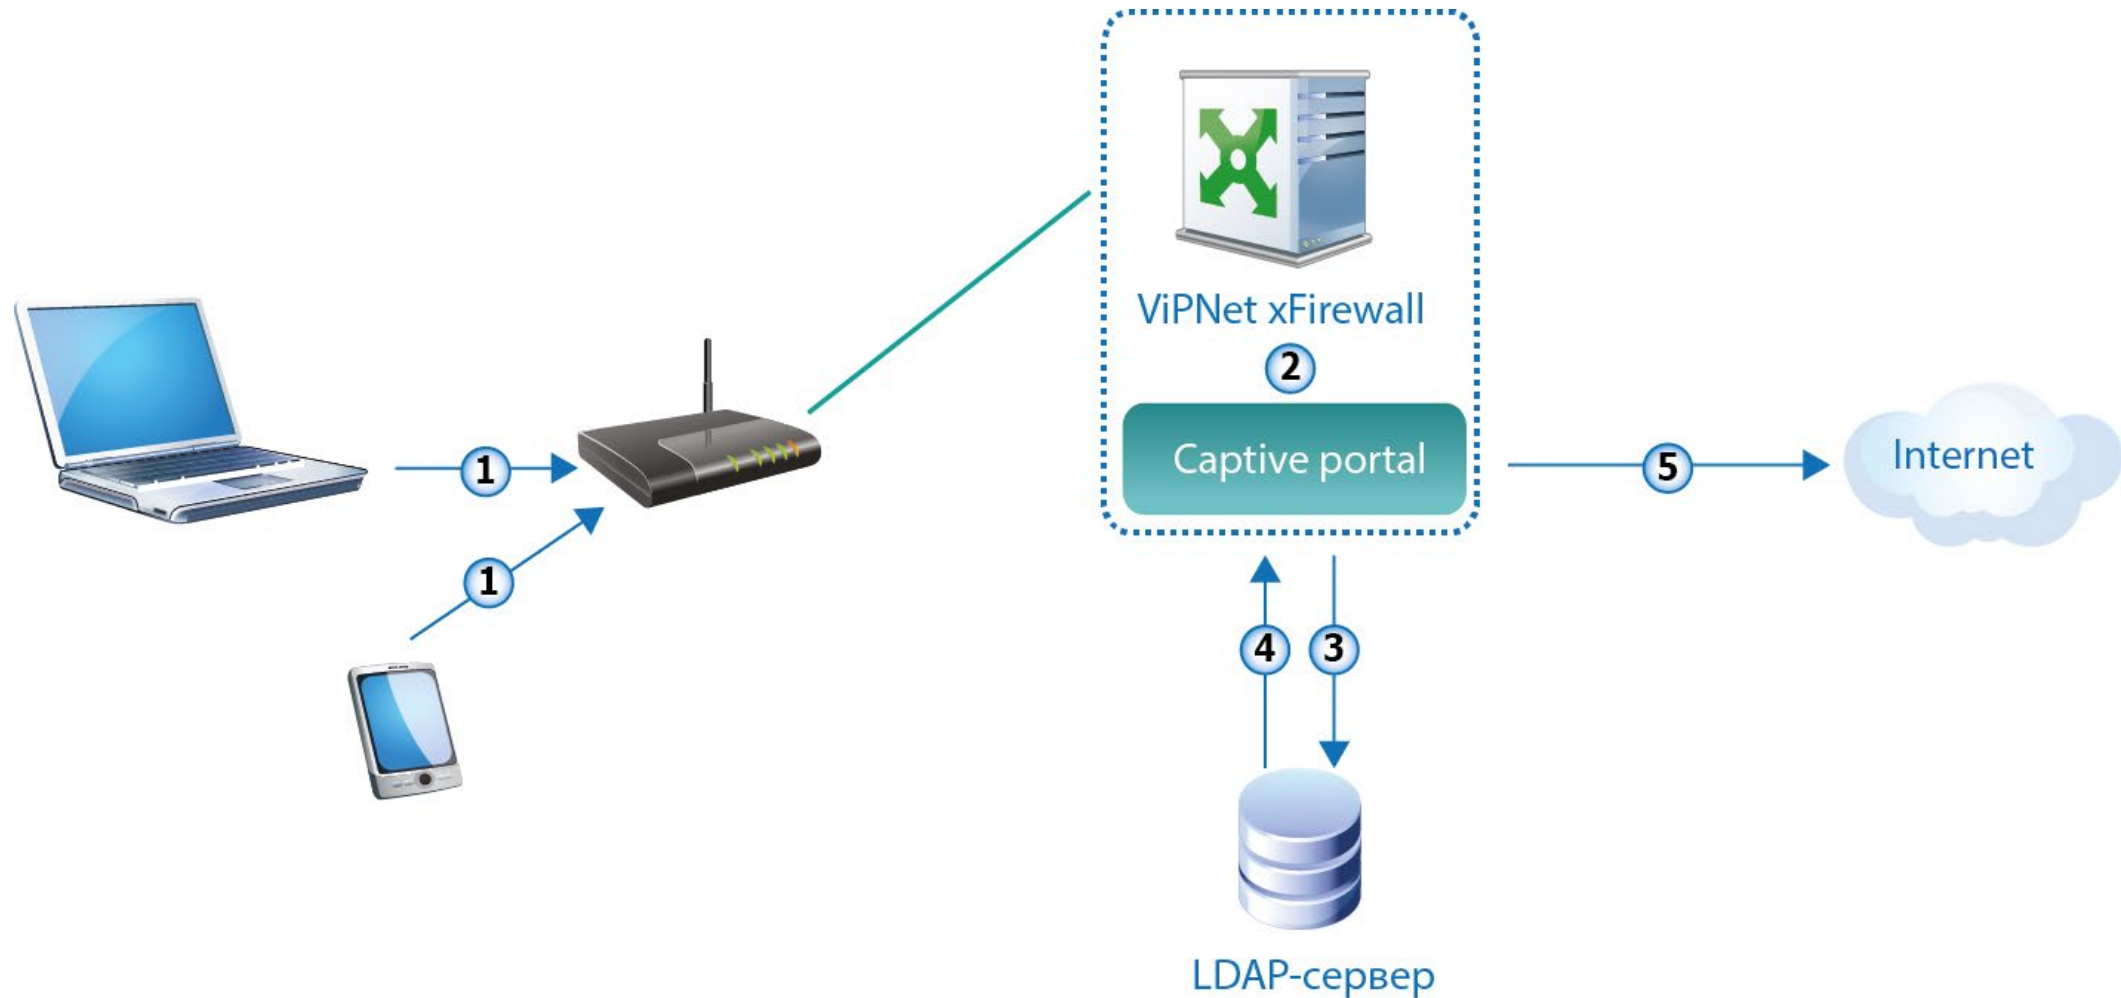 ViPNet xFirewall
2
Captive portal
1
5
Internet
1
4
3
LDAP-сервер